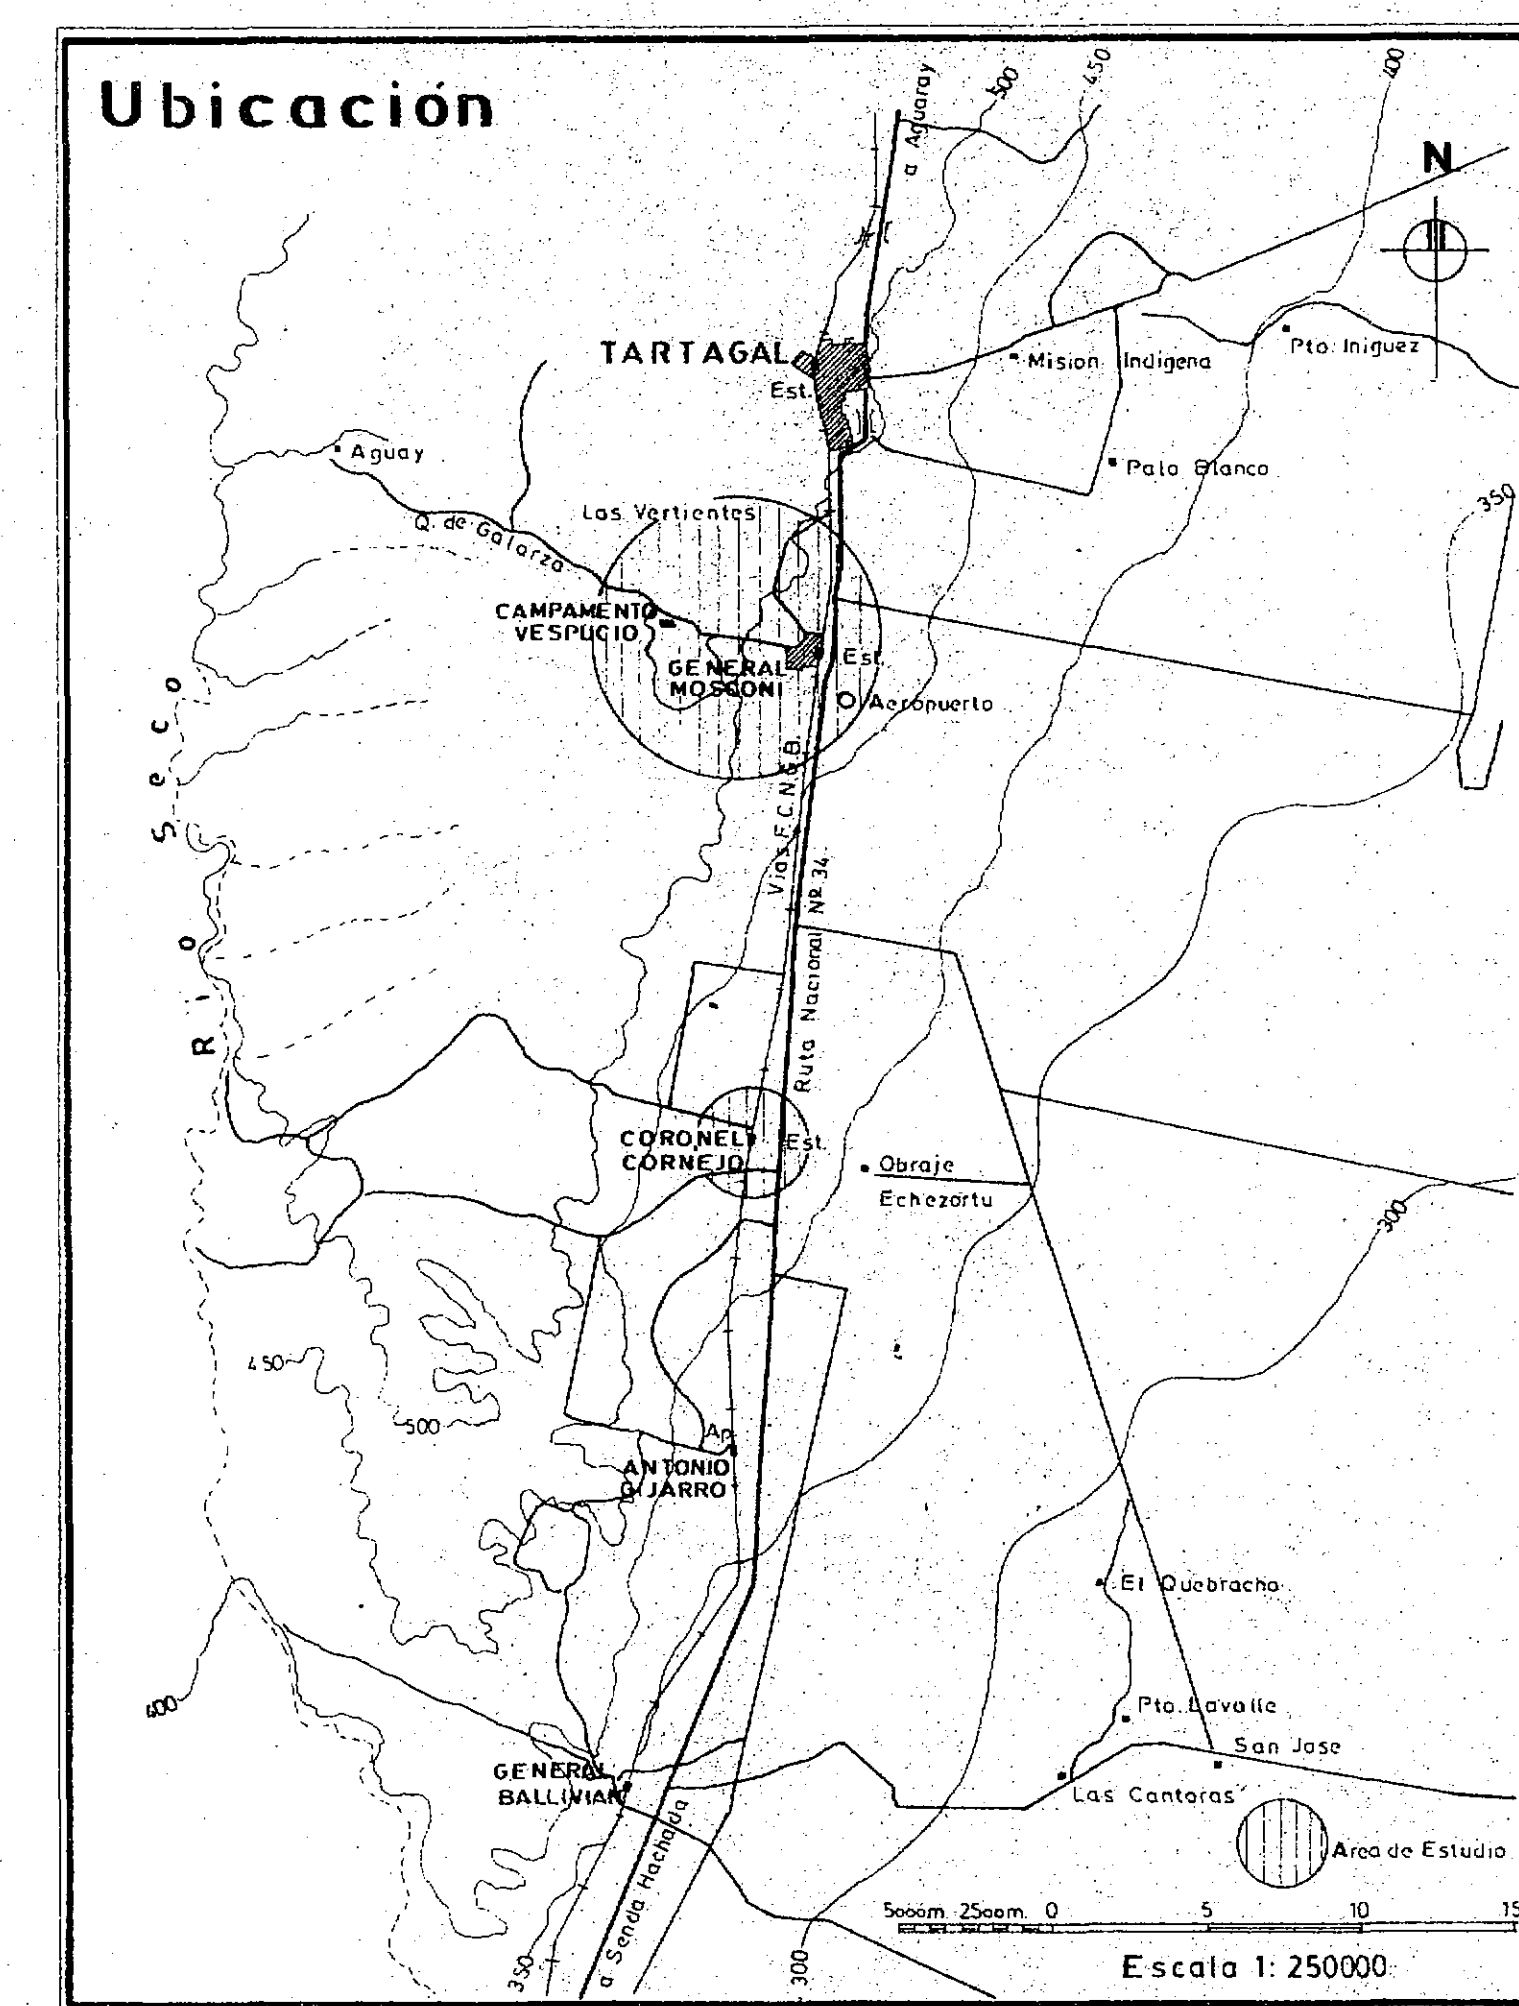 Ubicación
a Aguaray
500
450
400
N
TARTAGAL
Est.
Mision Indigena
Pto. Iniguez
Aguay
Palo Blanco
350
Las Vertientes
Q. de Galarza
CAMPAMENTO
VESPUCIO
GENERAL
MOSCONI
Est.
Aeropuerto
Rio Seco
Vias F.C.N.G.B.
Ruta Nacional Nº 34
CORONEL
CORNEJO
Est.
Obraje
Echezortu
300
450
500
Ap.
ANTONIO
GIJARRO
El Quebracho
400
Pto. Lavalle
San Jose
GENERAL
BALLIVIAN
Las Cantoras
a Senda Hachada
Area de Estudio
350
300
5000m. 2500m. 0 5 10 15
Escala 1: 250000